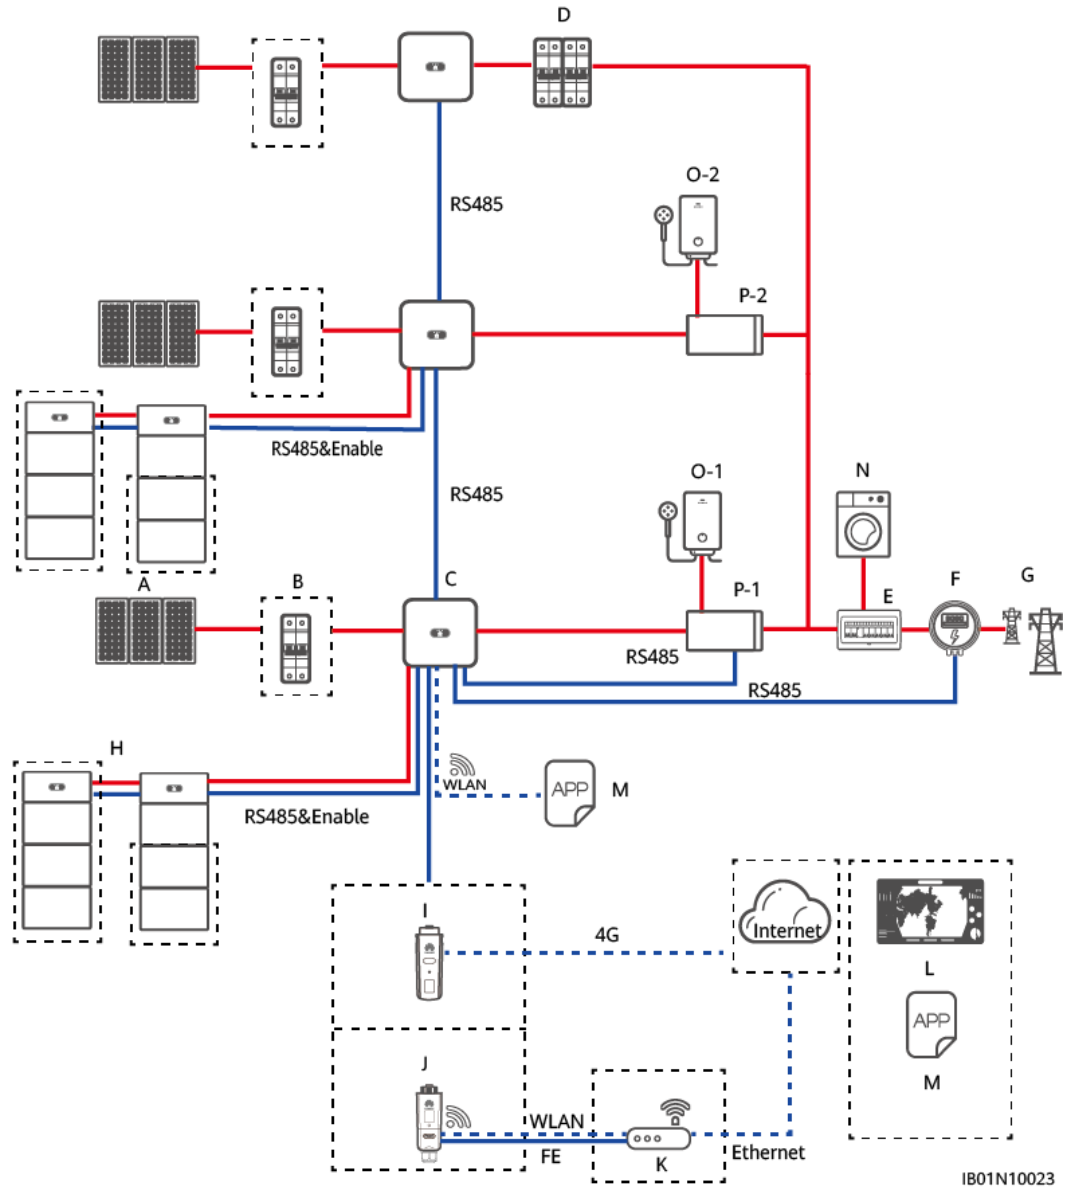 D
RS485
O-2
P-2
RS485&Enable
RS485
O-1
N
A
B
C
P-1
E
F
G
RS485
RS485
H
WLAN
APP
M
RS485&Enable
I
4G
Internet
L
APP
M
J
WLAN
FE
K
Ethernet
IB01N10023